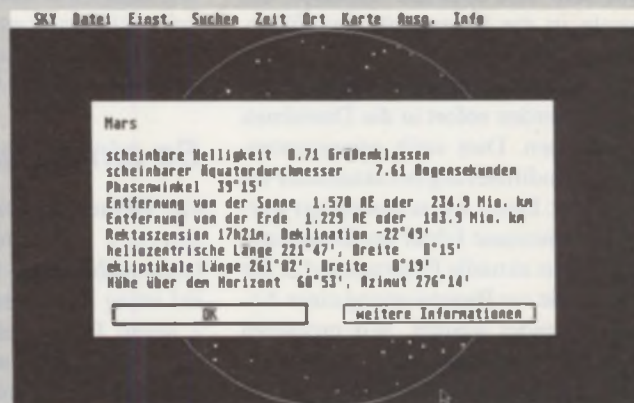 SKY Datei Einst. Suchen Zeit Ort Karte Ausg. Info
Mars
scheinbare Helligkeit 0.71 Größenklassen
scheinbarer Äquatordurchmesser 7.61 Bogensekunden
Phasenwinkel 39°15'
Entfernung von der Sonne 1.570 AE oder 234.9 Mio. km
Entfernung von der Erde 1.229 AE oder 183.9 Mio. km
Rektaszension 17h21m, Deklination -22°49'
heliozentrische Länge 221°47', Breite 0°15'
ekliptikale Länge 261°02', Breite 0°19'
Höhe über dem Horizont 60°53', Azimut 276°14'
OK weitere Informationen